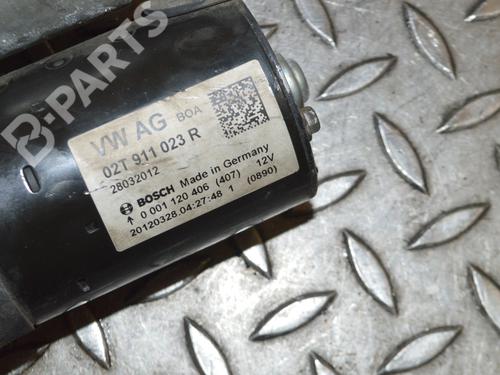 B-PARTS
VW AG BOA
02T 911 023 R
28032012
BOSCH Made in Germany
0 001 120 406 (407) 12V
20120328.04:27:48 1 (0890)